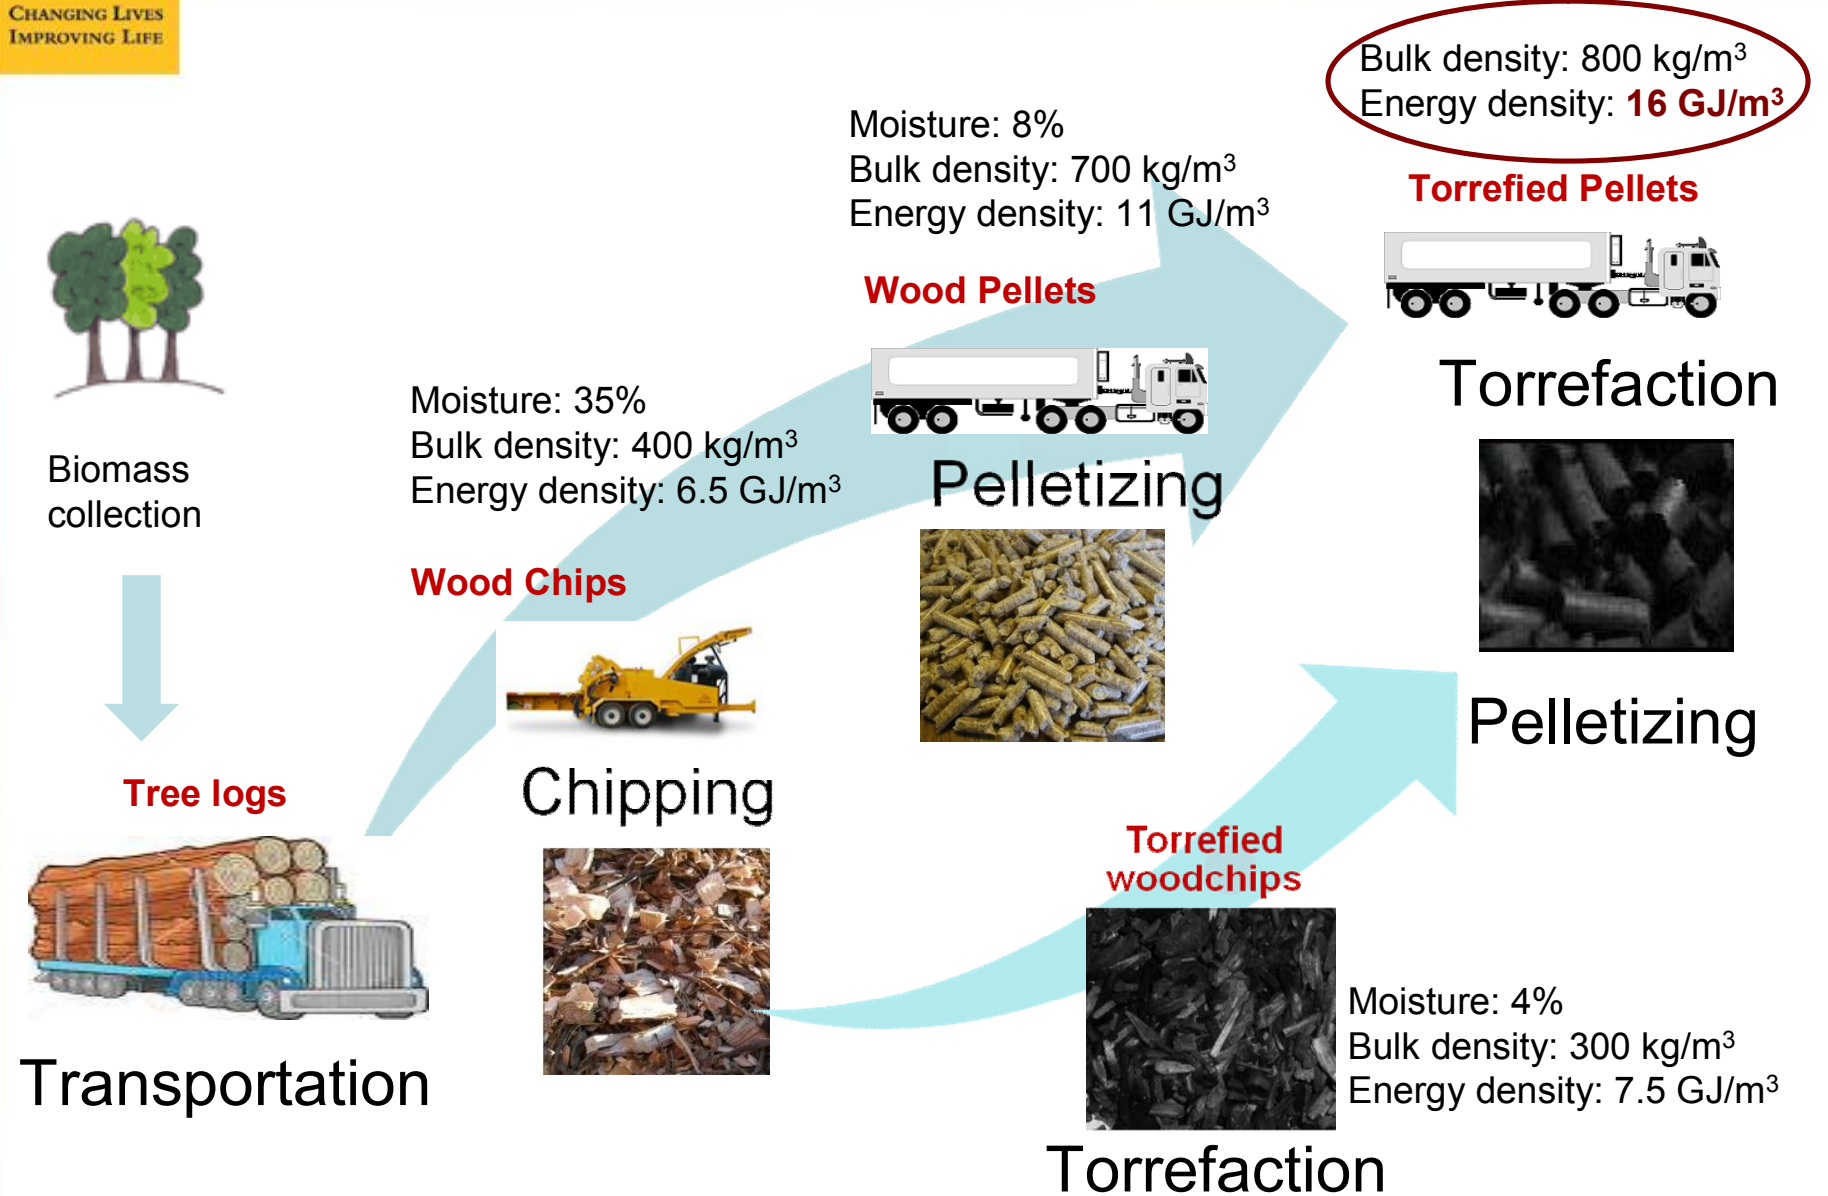 CHANGING LIVES
IMPROVING LIFE
Bulk density: 800 kg/m³
Energy density: 16 GJ/m³
Torrefied Pellets
Torrefaction
Pelletizing
Moisture: 8%
Bulk density: 700 kg/m³
Energy density: 11 GJ/m³
Wood Pellets
Pelletizing
Moisture: 35%
Bulk density: 400 kg/m³
Energy density: 6.5 GJ/m³
Wood Chips
Chipping
Biomass
collection
Tree logs
Transportation
Torrefied
woodchips
Moisture: 4%
Bulk density: 300 kg/m³
Energy density: 7.5 GJ/m³
Torrefaction